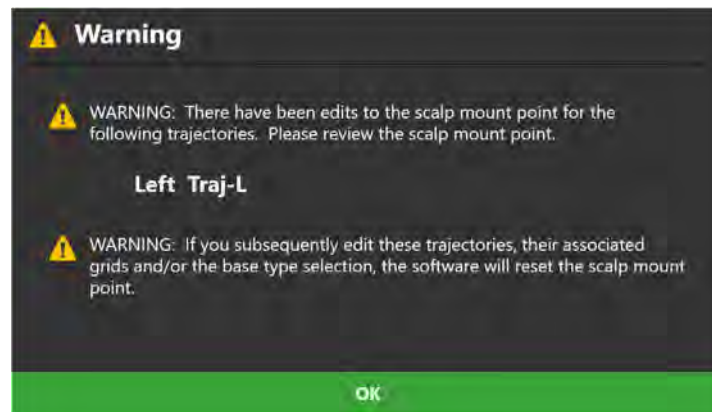 Warning
WARNING: There have been edits to the scalp mount point for the
following trajectories. Please review the scalp mount point.
Left Traj-L
WARNING: If you subsequently edit these trajectories, their associated
grids and/or the base type selection, the software will reset the scalp mount
point.
OK